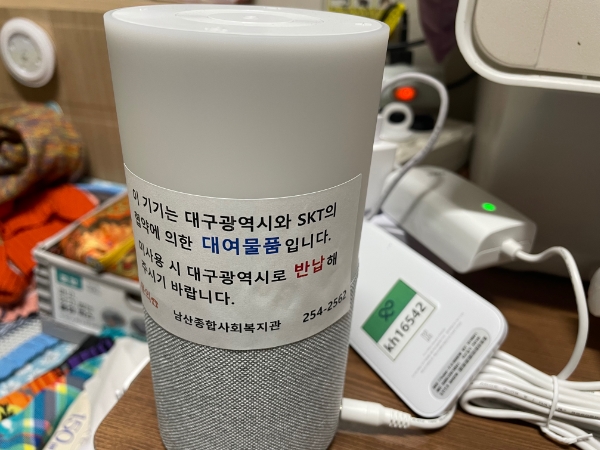 이 기기는 대구광역시와 SKT의
협약에 의한 대여물품입니다.
미사용 시 대구광역시로 반납해
주시기 바랍니다.
남산종합사회복지관 254-2562
kh16542